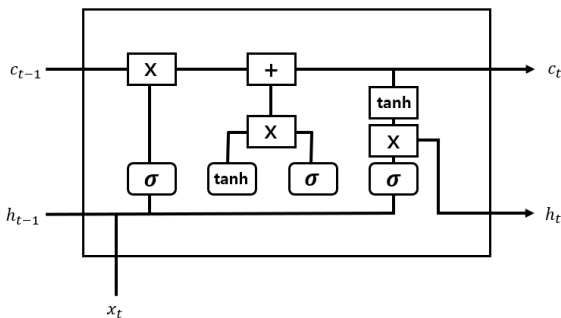 c_{t-1} X + c_t
tanh
X X
σ tanh σ σ
h_{t-1} h_t
x_t